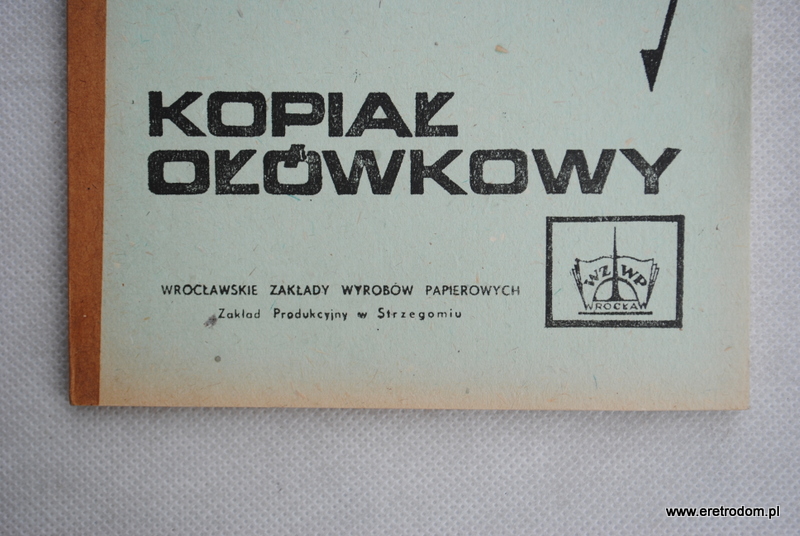 KOPIAŁ
OŁÓWKOWY
WZWP
WROCŁAW
WROCŁAWSKIE ZAKŁADY WYROBÓW PAPIEROWYCH
Zakład Produkcyjny w Strzegomiu
www.eretrodom.pl